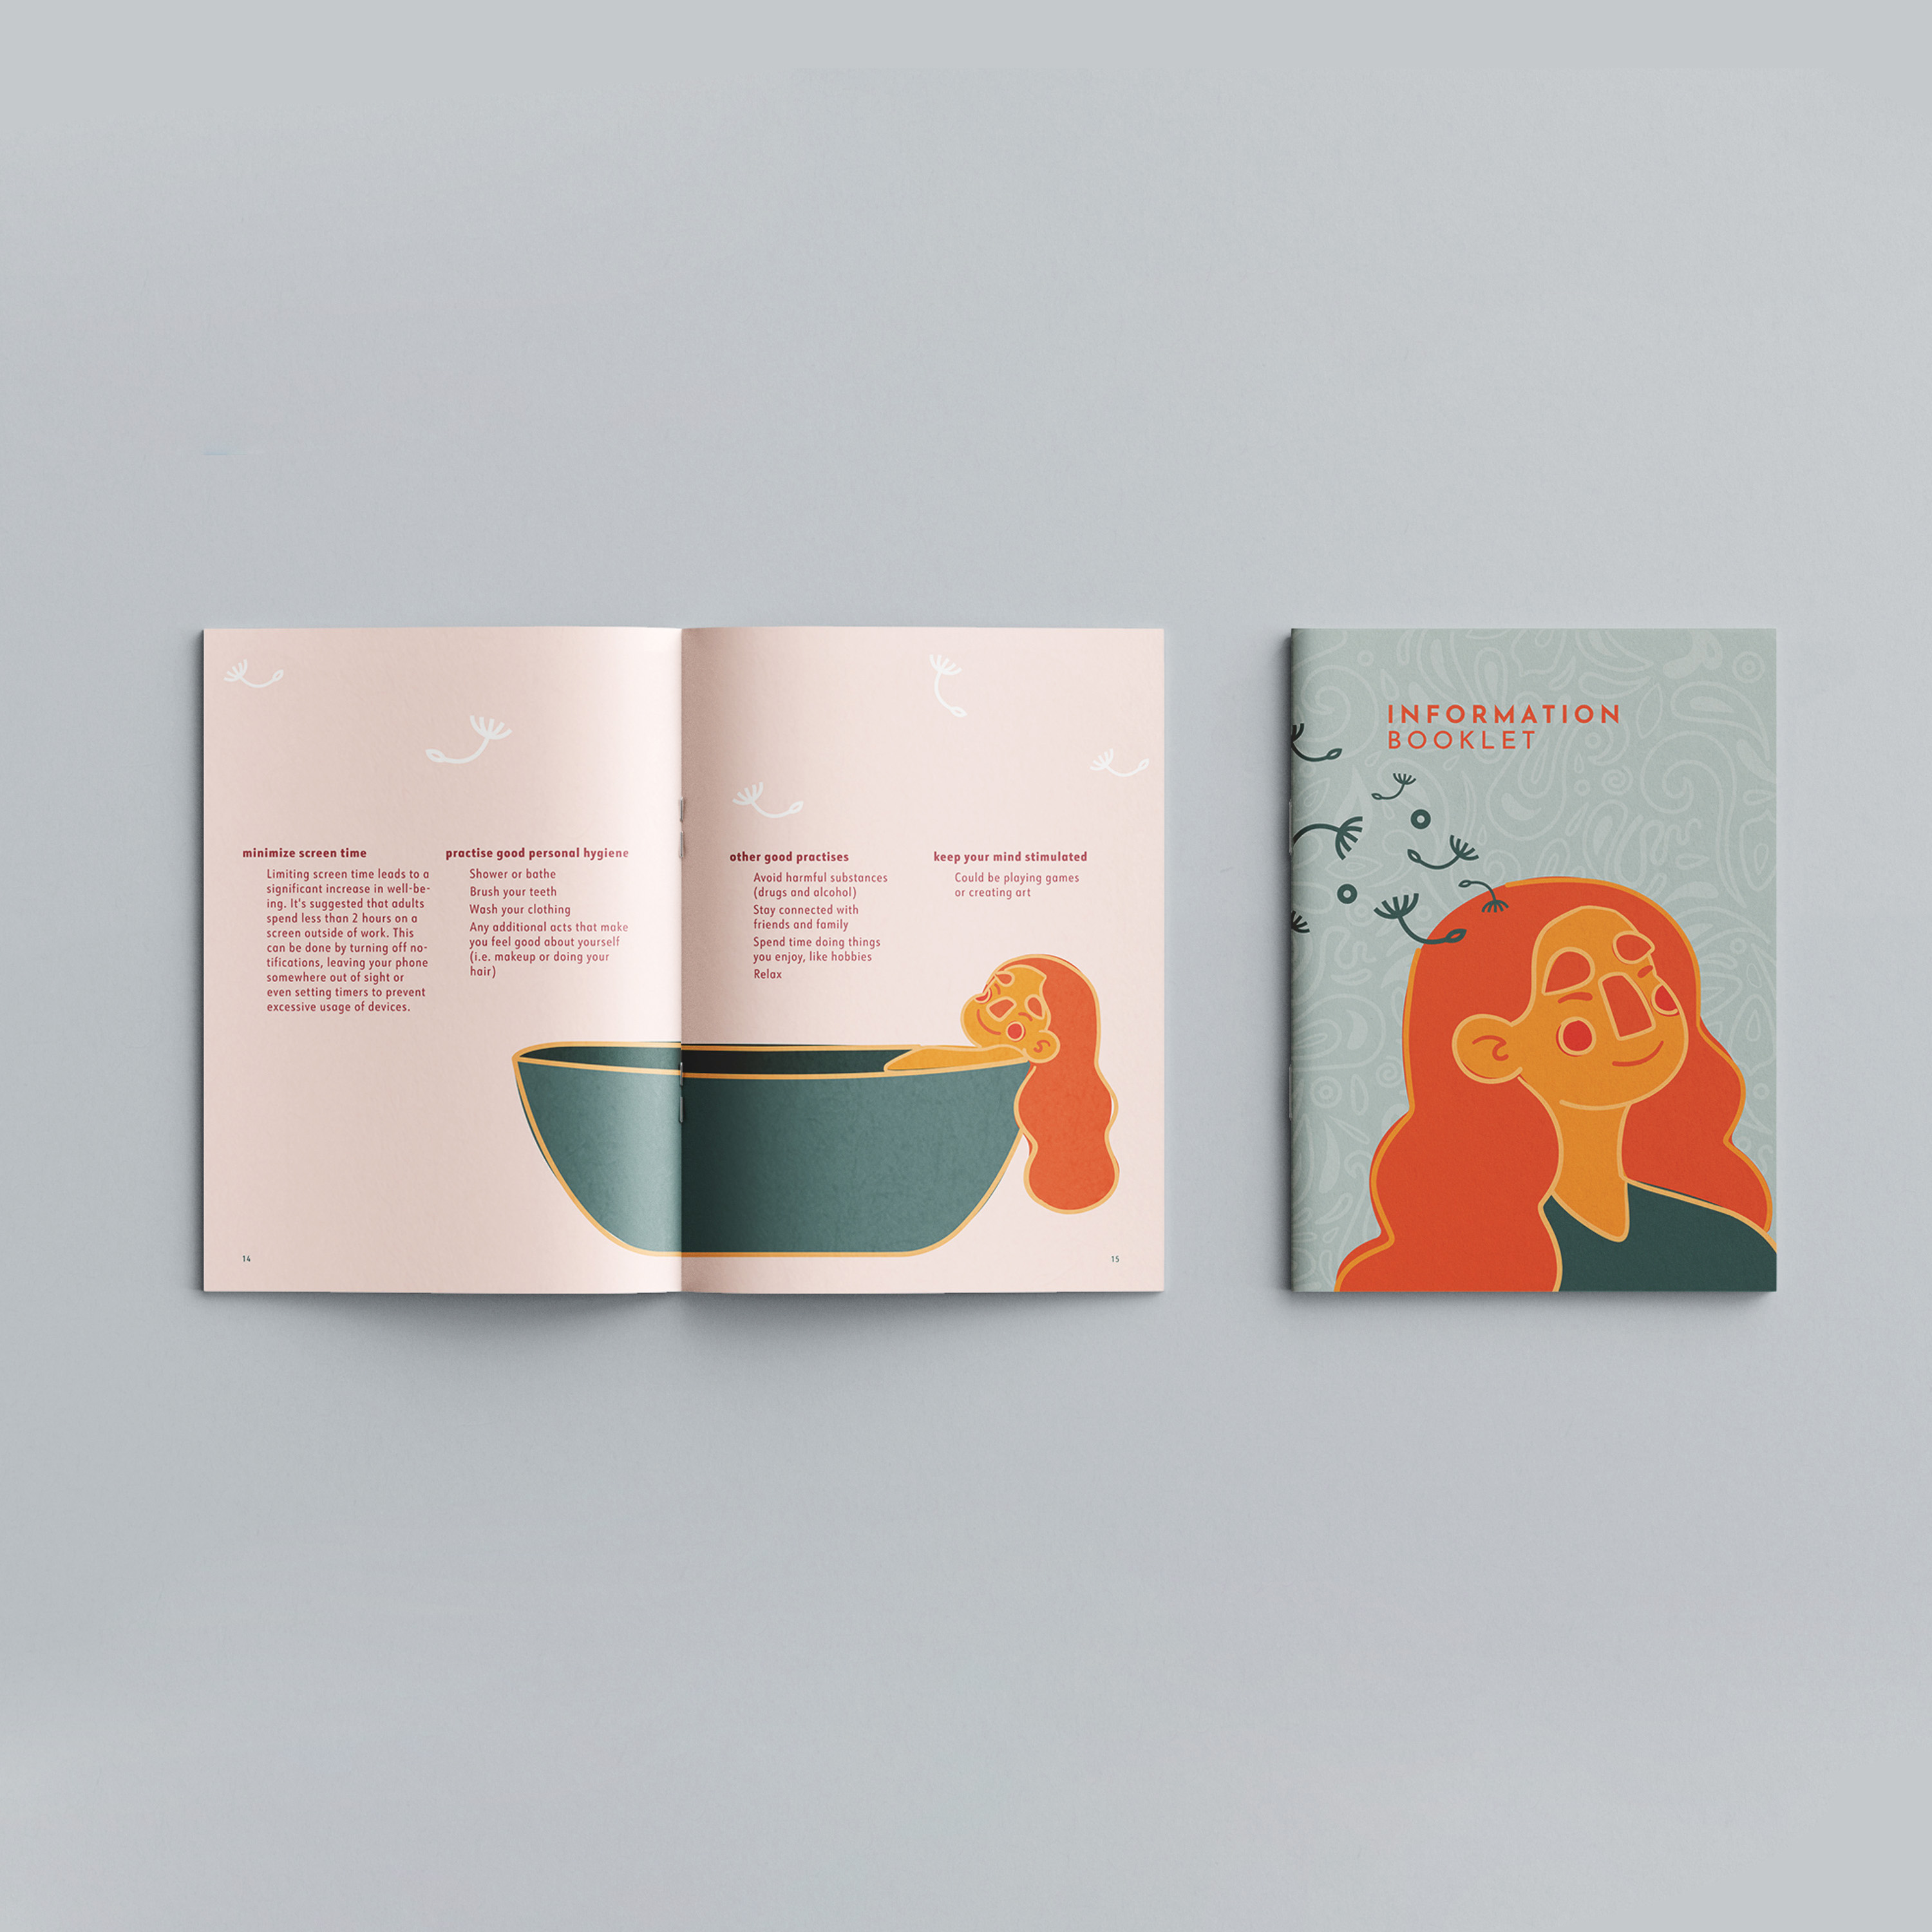 minimize screen time
Limiting screen time leads to a
significant increase in well-be-
ing. It's suggested that adults
spend less than 2 hours on a
screen outside of work. This
can be done by turning off no-
tifications, leaving your phone
somewhere out of sight or
even setting timers to prevent
excessive usage of devices.
practise good personal hygiene
Shower or bathe
Brush your teeth
Wash your clothing
Any additional acts that make
you feel good about yourself
(i.e. makeup or doing your
hair)
14
other good practises
Avoid harmful substances
(drugs and alcohol)
Stay connected with
friends and family
Spend time doing things
you enjoy, like hobbies
Relax
keep your mind stimulated
Could be playing games
or creating art
15
INFORMATION
BOOKLET